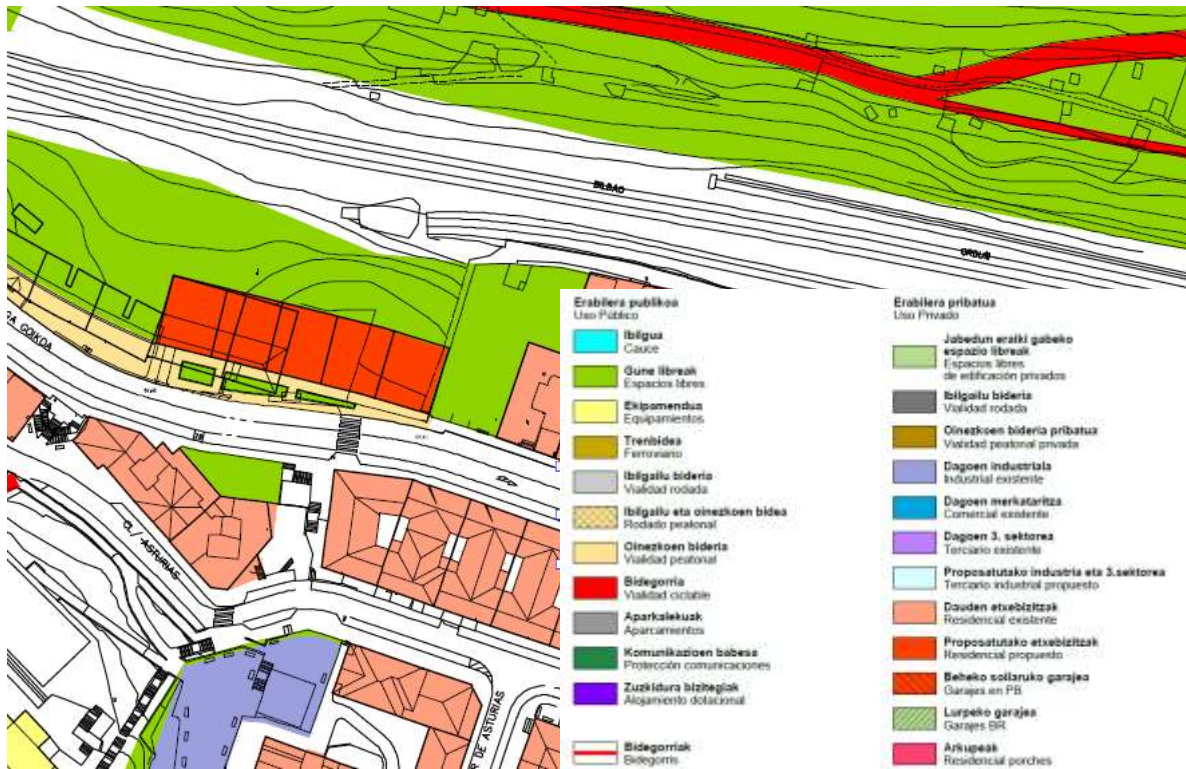 BILBAO
GA GOIKOA
CL/ ASTURIAS
R DE ASTURIAS
Erabilera publikoa
Uso Público
Ibilgua
Cauce
Gune libreak
Espacios libres
Ekipamendua
Equipamientos
Trenbidea
Ferroviario
Ibilgailu bideria
Vialidad rodada
Ibilgailu eta oinezkoen bidea
Rodado peatonal
Oinezkoen bideria
Vialidad peatonal
Bidegorria
Vialidad ciclable
Aparkalekuak
Aparcamientos
Komunikazioen babesa
Protección comunicaciones
Zuzkidura bizitegiak
Alojamiento dotacional
Bidegorriak
Bidegorris
Erabilera pribatua
Uso Privado
Jabedun eraiki gabeko
espazio libreak
Espacios libres
de edificación privados
Ibilgailu bideria
Vialidad rodada
Oinezkoen bideria pribatua
Vialidad peatonal privada
Dagoen industriala
Industrial existente
Dagoen merkataritza
Comercial existente
Dagoen 3. sektorea
Terciario existente
Proposatutako industria eta 3.sektorea
Terciario industrial propuesto
Dauden etxebizitzak
Residencial existente
Proposatutako etxebizitzak
Residencial propuesto
Beheko solairuko garajea
Garajes en PB
Lurpeko garajea
Garajes BR
Arkupeak
Residencial porches